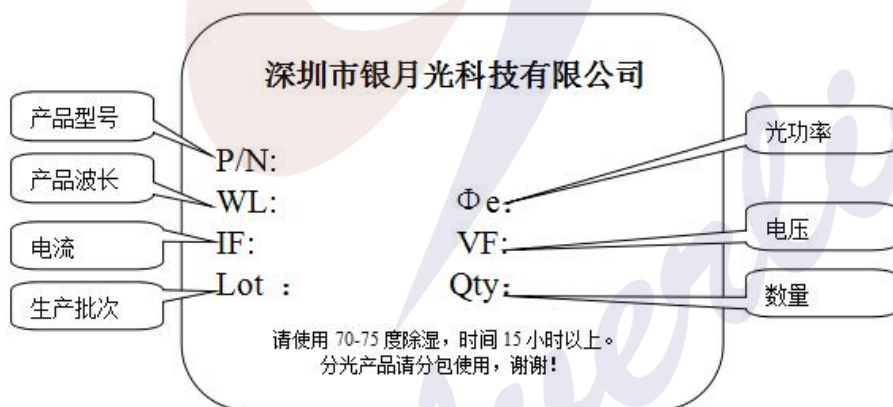 深圳市银月光科技有限公司
产品型号
P/N:
光功率
产品波长
WL:
Φe:
电流
IF:
VF:
电压
生产批次
Lot :
Qty:
数量
请使用 70-75 度除湿，时间 15 小时以上。
分光产品请分包使用，谢谢！